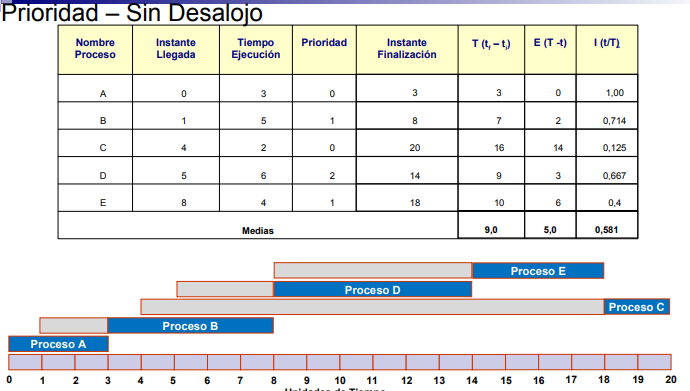 Prioridad – Sin Desalojo
Nombre Proceso Instante Llegada Tiempo Ejecución Prioridad Instante Finalización T (tf – ti) E (T -t) I (t/T)
A 0 3 0 3 3 0 1,00
B 1 5 1 8 7 2 0,714
C 4 2 0 20 16 14 0,125
D 5 6 2 14 9 3 0,667
E 8 4 1 18 10 6 0,4
Medias 9,0 5,0 0,581
Proceso E
Proceso D
Proceso C
Proceso B
Proceso A
0 1 2 3 4 5 6 7 8 9 10 11 12 13 14 15 16 17 18 19 20
Unidades de Tiempo